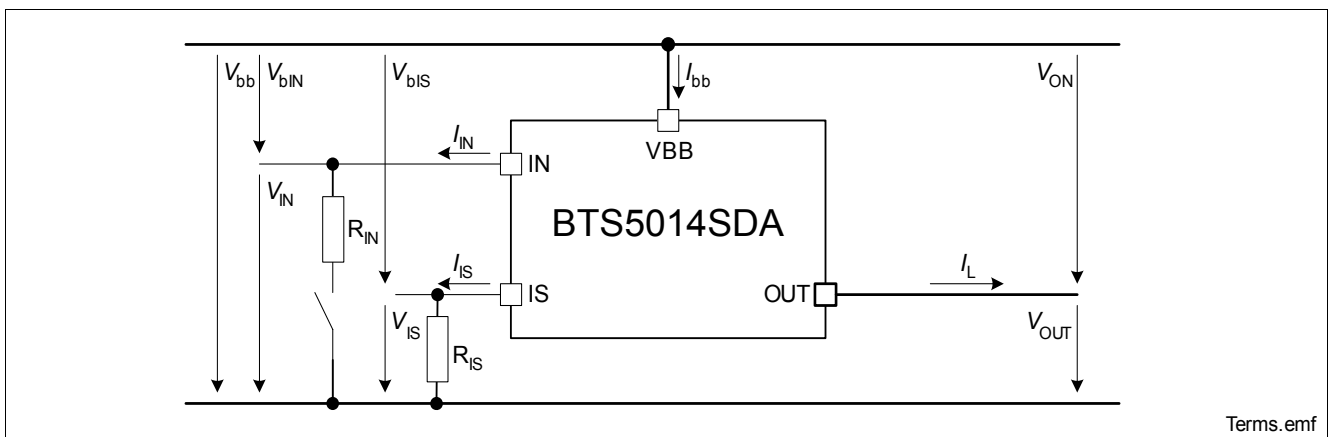 Vbb VbIN VbIS Ibb VON
IIN
IN VBB
VIN
BTS5014SDA
RIN
IIS IL
IS OUT
VIS VOUT
RIS
Terms.emf